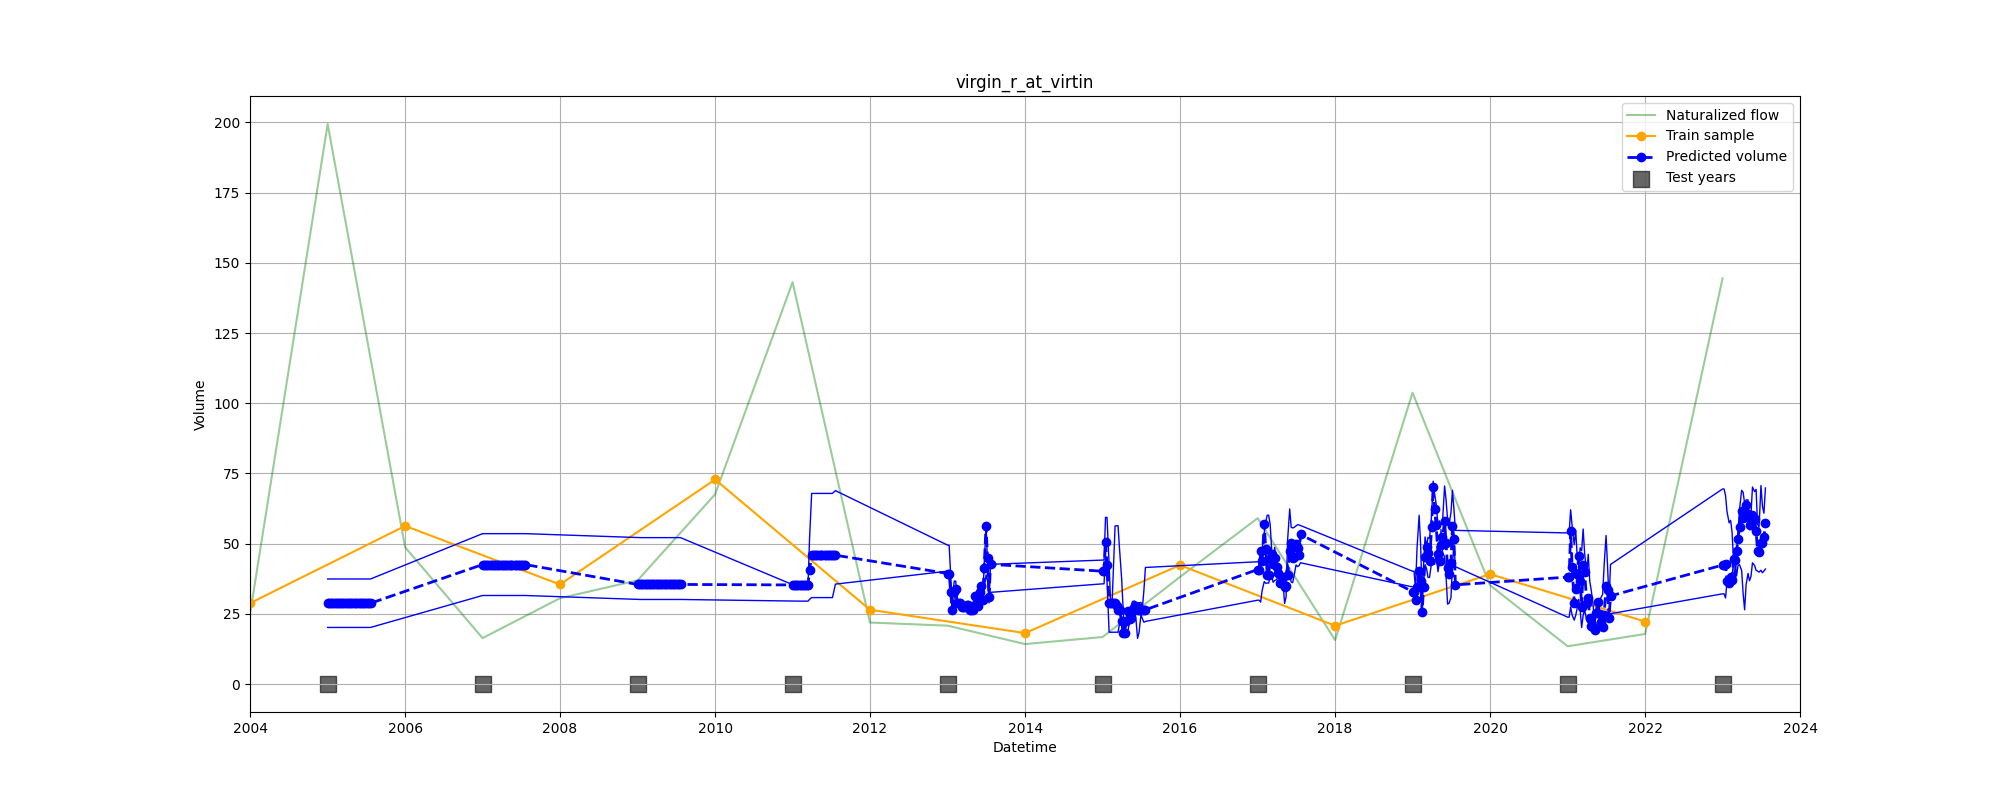 virgin_r_at_virtin
Naturalized flow
Train sample
Predicted volume
Test years
Volume
200
175
150
125
100
75
50
25
0
2004 2006 2008 2010 2012 2014 2016 2018 2020 2022 2024
Datetime